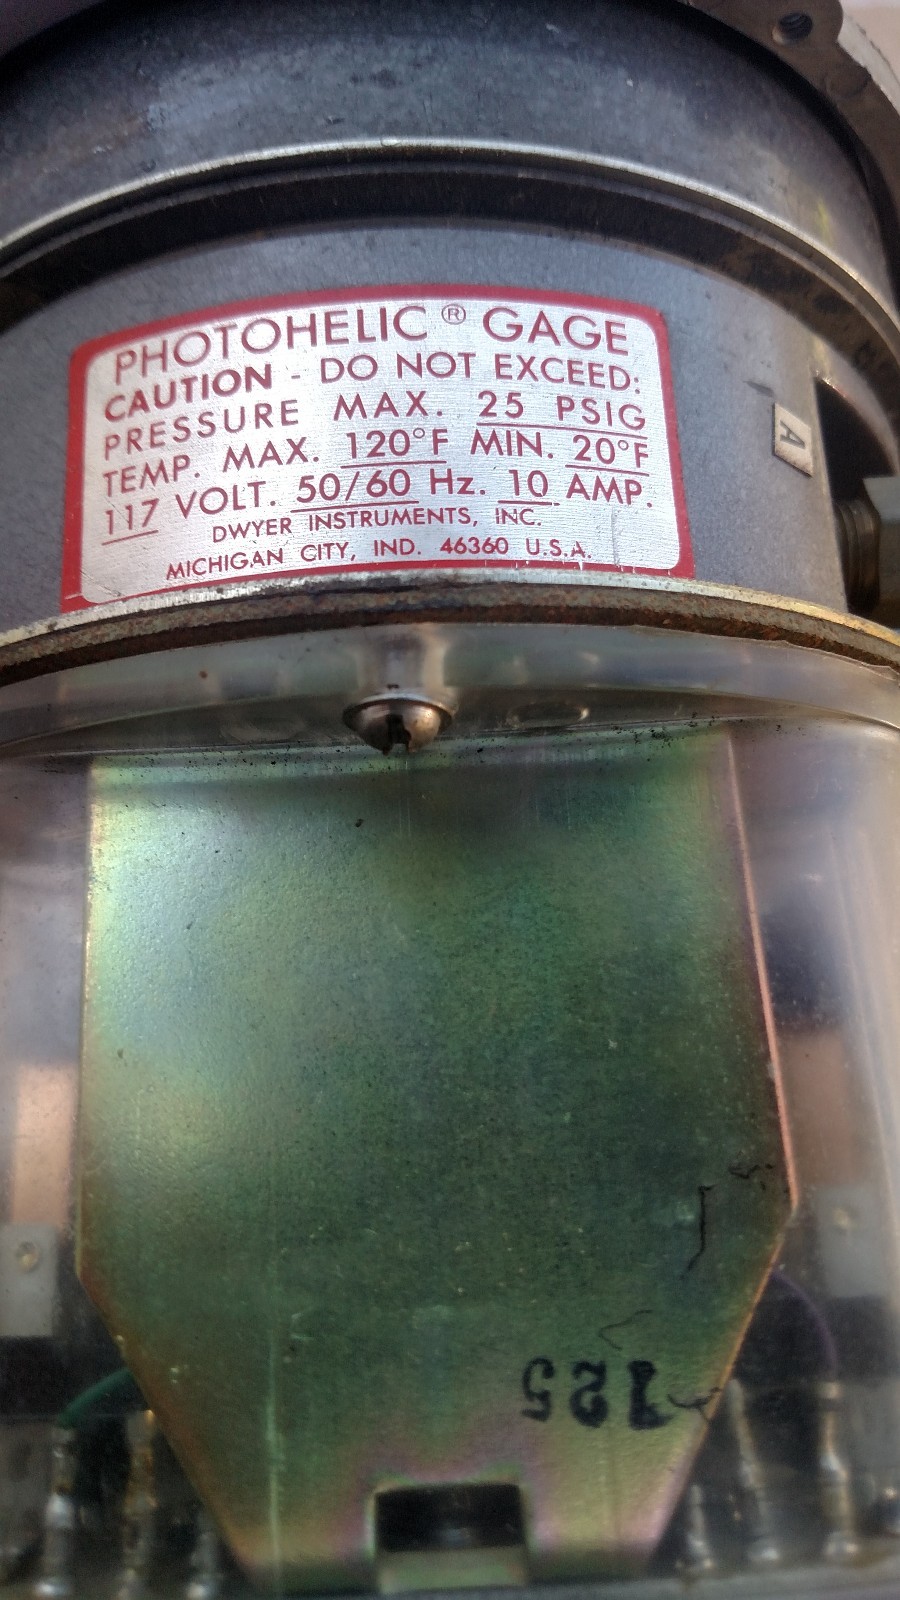 PHOTOHELIC® GAGE
CAUTION - DO NOT EXCEED:
PRESSURE MAX. 25 PSIG
TEMP. MAX. 120°F MIN. 20°F
117 VOLT. 50/60 Hz. 10 AMP.
DWYER INSTRUMENTS, INC.
MICHIGAN CITY, IND. 46360 U.S.A.
A
125